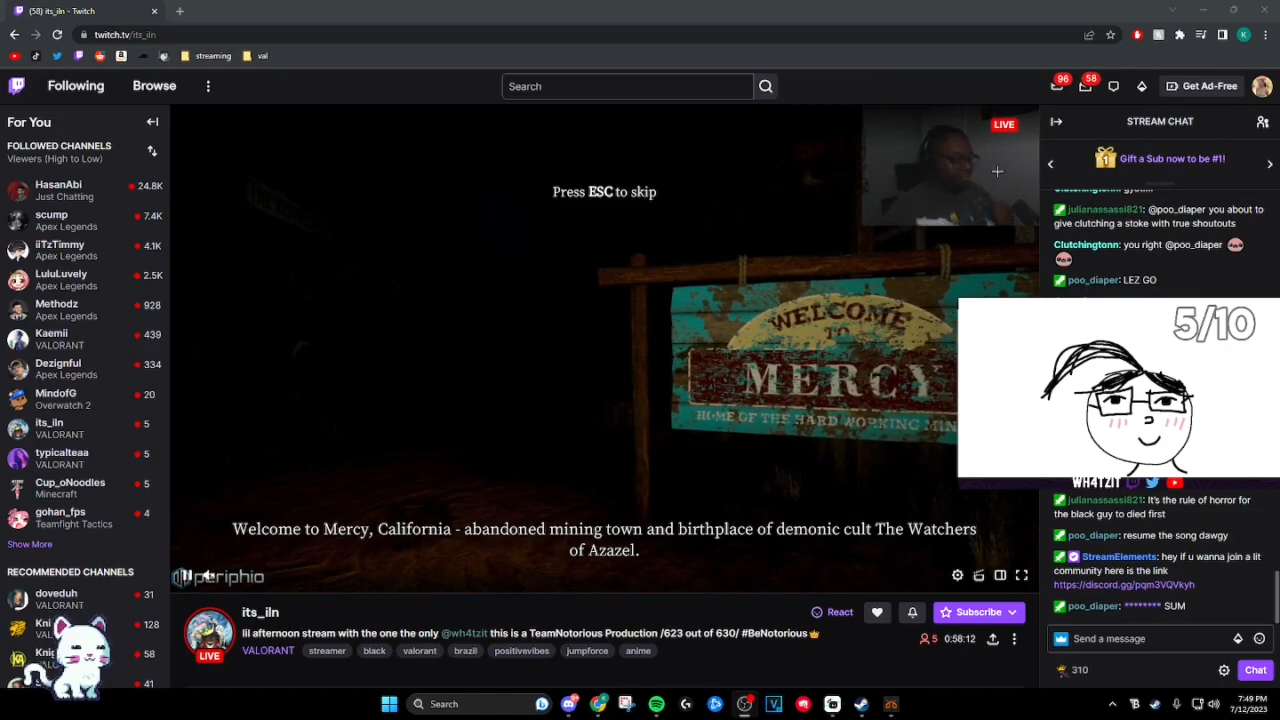 (58) its_iln - Twitch
twitch.tv/its_iln
streaming
val
Following
Browse
Search
96
58
Get Ad-Free
For You
FOLLOWED CHANNELS
Viewers (High to Low)
HasanAbi
24.8K
Just Chatting
scump
7.4K
Apex Legends
iiTzTimmy
4.1K
Apex Legends
LuluLuvely
2.5K
Apex Legends
Methodz
928
Apex Legends
Kaemii
439
VALORANT
Dezignful
334
Apex Legends
MindofG
20
Overwatch 2
its_iln
5
VALORANT
typicalteaa
5
VALORANT
Cup_oNoodles
5
Minecraft
gohan_fps
4
Teamfight Tactics
Show More
RECOMMENDED CHANNELS
doveduh
31
VALORANT
128
58
41
LIVE
Press ESC to skip
WELCOME
TO
MERCY
HOME OF THE HARD WORKING MIN
Welcome to Mercy, California - abandoned mining town and birthplace of demonic cult The Watchers
of Azazel.
periphio
its_iln
LIVE
lil afternoon stream with the one the only @wh4tzit this is a TeamNotorious Production /623 out of 630/ #BeNotorious
VALORANT
streamer
black
valorant
brazil
positivevibes
jumpforce
anime
React
Subscribe
5
0:58:12
STREAM CHAT
1
Gift a Sub now to be #1!
julianassassi821: @poo_diaper you about to
give clutching a stoke with true shoutouts
Clutchingtonn: you right @poo_diaper
poo_diaper: LEZ GO
5/10
WH4TZIT
julianassassi821: It's the rule of horror for
the black guy to died first
poo_diaper: resume the song dawgy
StreamElements: hey if u wanna join a lit
community here is the link
https://discord.gg/pqm3VQVkyh
poo_diaper: ******** SUM
Send a message
310
Chat
Search
7:49 PM
7/12/2023